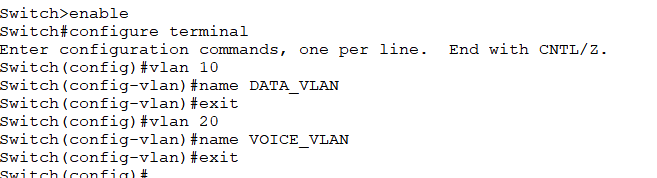 Switch>enable
Switch#configure terminal
Enter configuration commands, one per line.  End with CNTL/Z.
Switch(config)#vlan 10
Switch(config-vlan)#name DATA_VLAN
Switch(config-vlan)#exit
Switch(config)#vlan 20
Switch(config-vlan)#name VOICE_VLAN
Switch(config-vlan)#exit
Switch(config)#